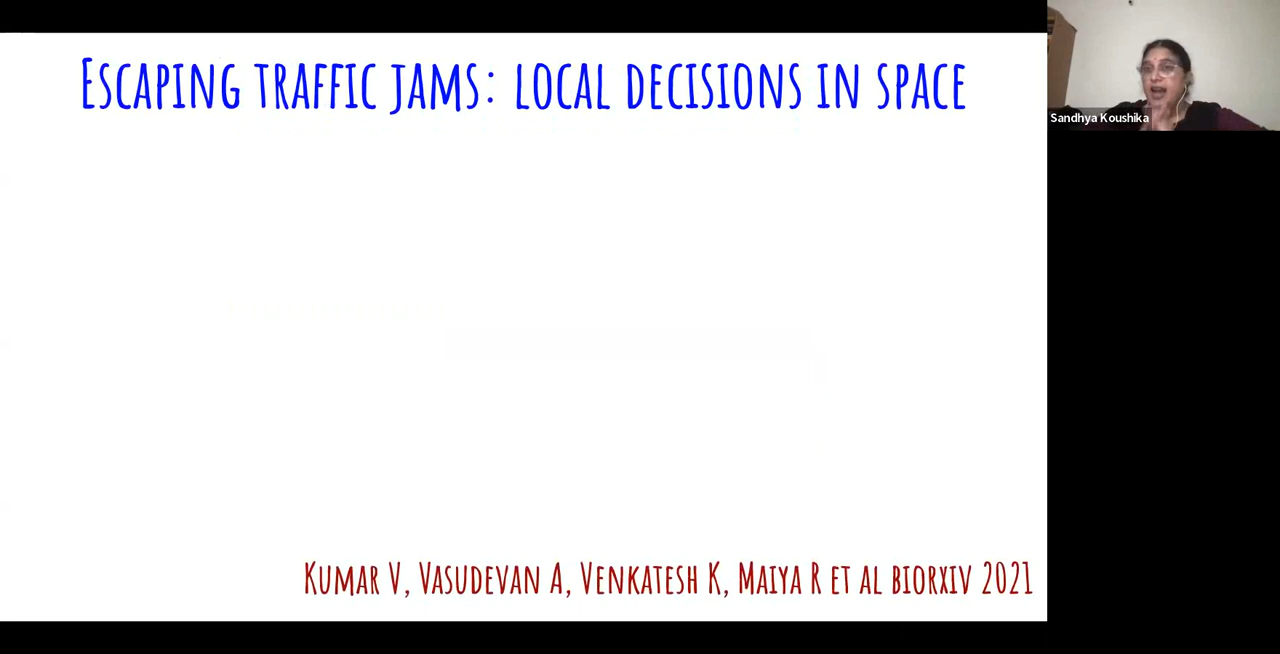 Escaping traffic jams: local decisions in space
Sandhya Koushika
Kumar V, Vasudevan A, Venkatesh K, Maiya R et al biorxiv 2021